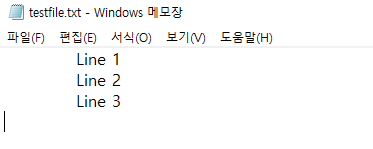 testfile.txt - Windows 메모장
파일(F) 편집(E) 서식(O) 보기(V) 도움말(H)
Line 1
Line 2
Line 3